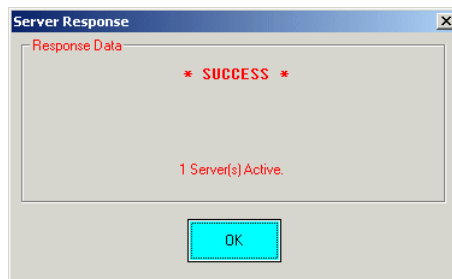 Server Response
Response Data
* SUCCESS *
1 Server(s) Active.
OK